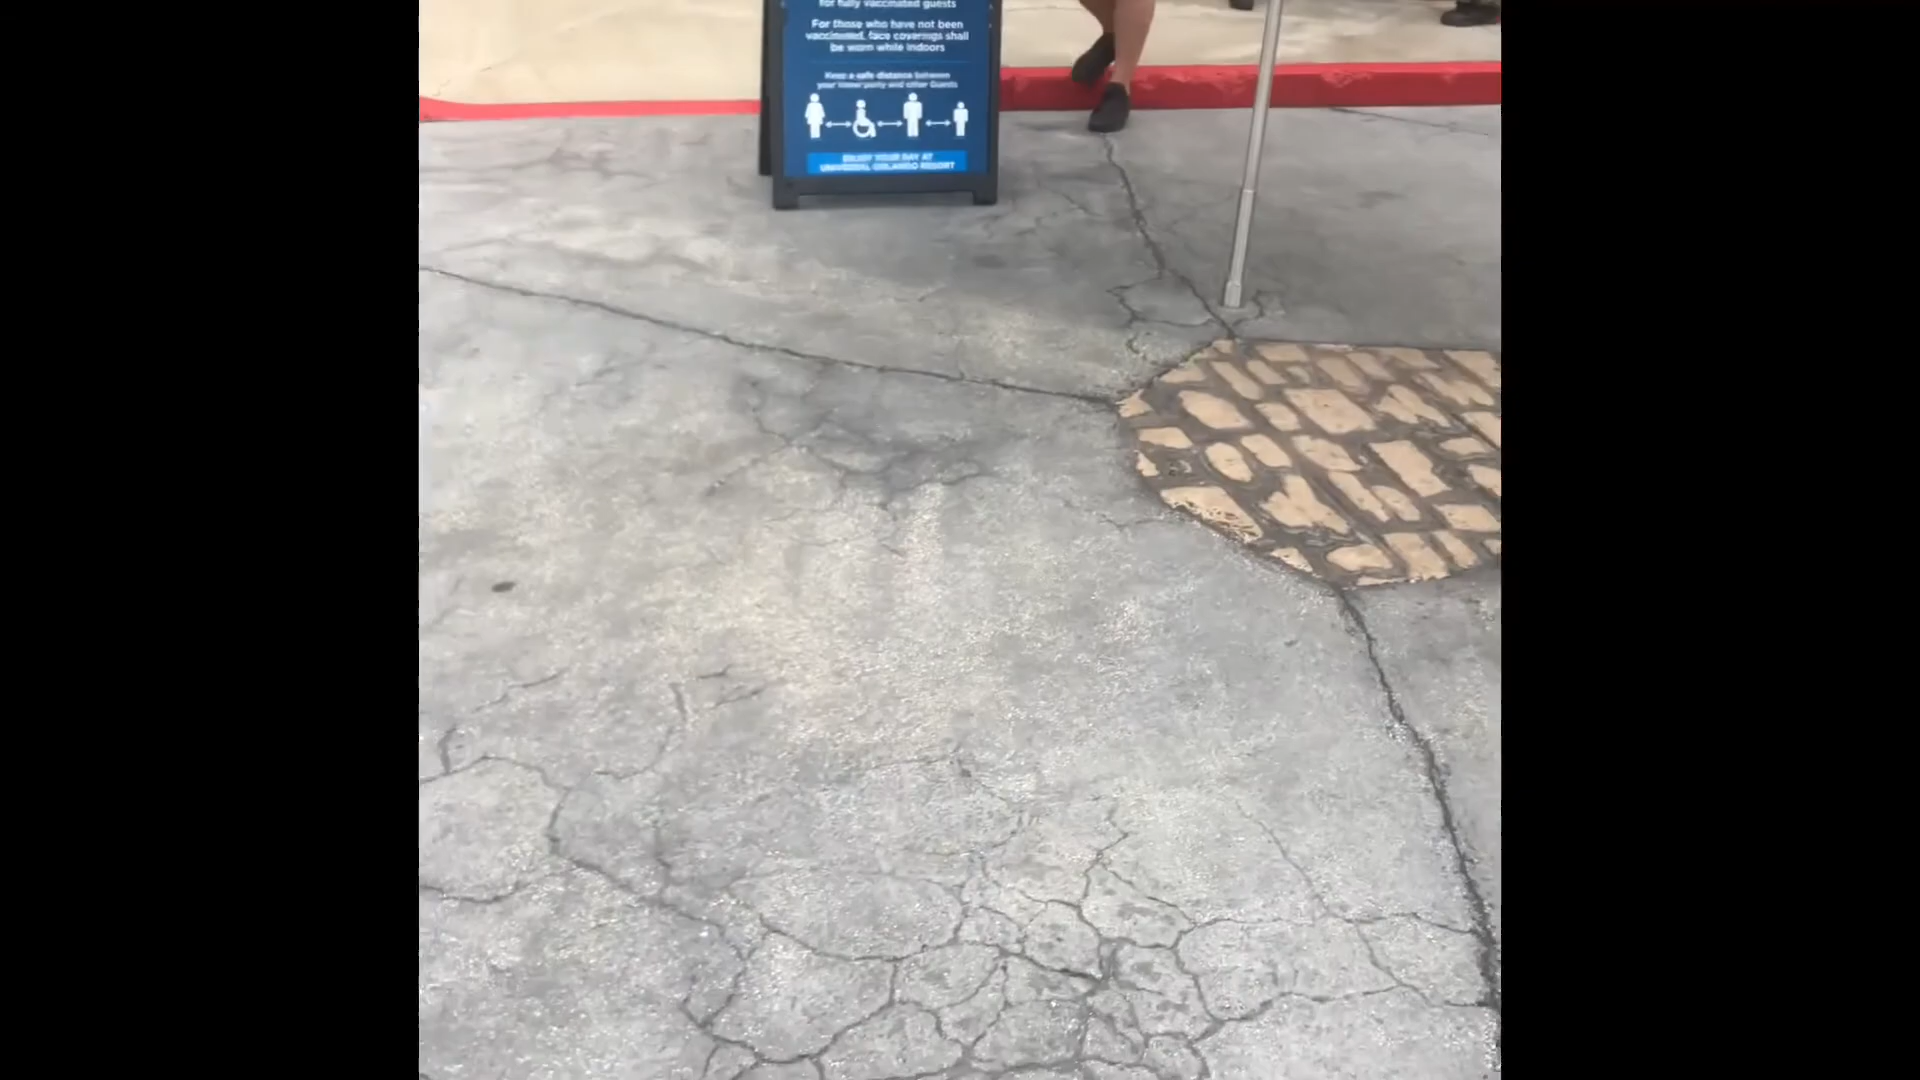 for fully vaccinated guests
For those who have not been
vaccinated, face coverings shall
be worn while indoors
Keep a safe distance between
your travel party and other Guests
ENJOY YOUR DAY AT
UNIVERSAL ORLANDO RESORT